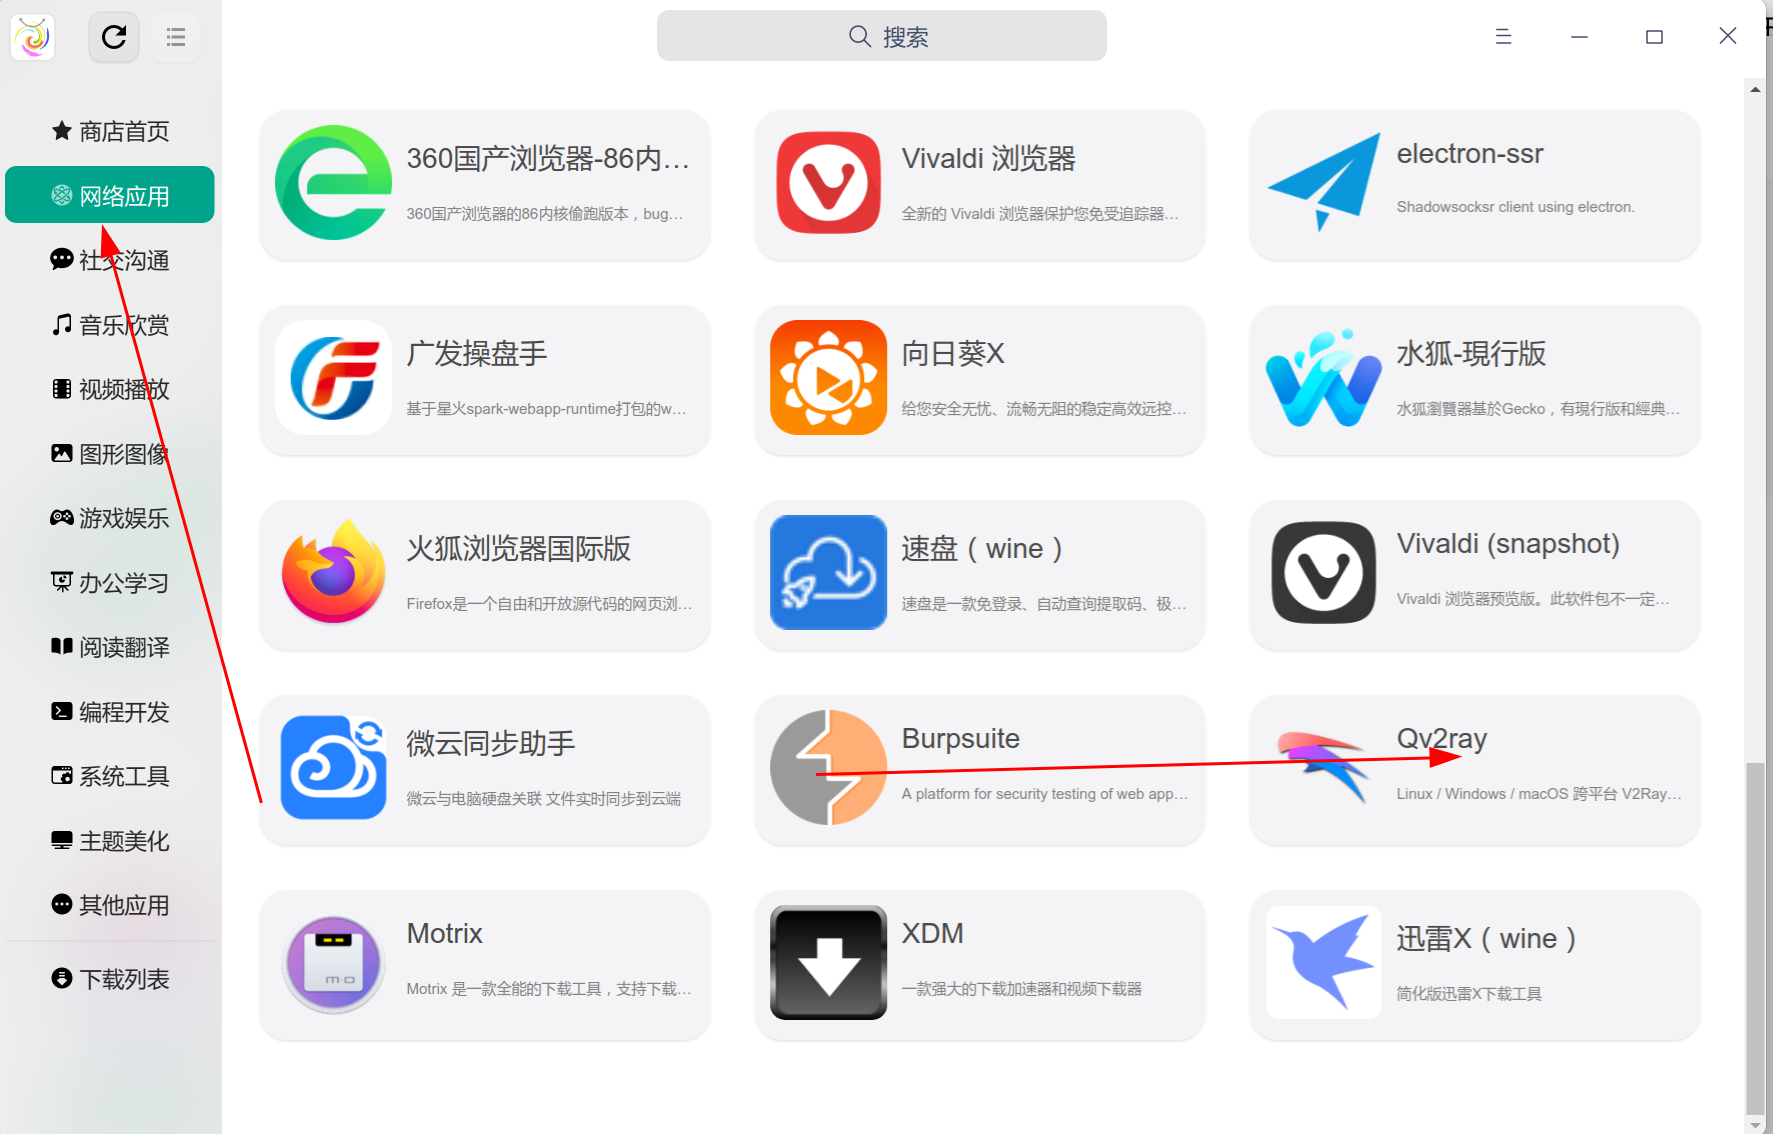 搜索
商店首页
网络应用
社交沟通
音乐欣赏
视频播放
图形图像
游戏娱乐
办公学习
阅读翻译
编程开发
系统工具
主题美化
其他应用
下载列表
360国产浏览器-86内...
360国产浏览器的86内核偷跑版本，bug...
Vivaldi 浏览器
全新的 Vivaldi 浏览器保护您免受追踪器...
electron-ssr
Shadowsocksr client using electron.
广发操盘手
基于星火spark-webapp-runtime打包的w...
向日葵X
给您安全无忧、流畅无阻的稳定高效远控...
水狐-現行版
水狐瀏覽器基於Gecko，有現行版和經典...
火狐浏览器国际版
Firefox是一个自由和开放源代码的网页浏...
速盘（wine）
速盘是一款免登录、自动查询提取码、极...
Vivaldi (snapshot)
Vivaldi 浏览器预览版。此软件包不一定...
微云同步助手
微云与电脑硬盘关联 文件实时同步到云端
Burpsuite
A platform for security testing of web app...
Qv2ray
Linux / Windows / macOS 跨平台 V2Ray...
Motrix
Motrix 是一款全能的下载工具，支持下载...
XDM
一款强大的下载加速器和视频下载器
迅雷X（wine）
简化版迅雷X下载工具